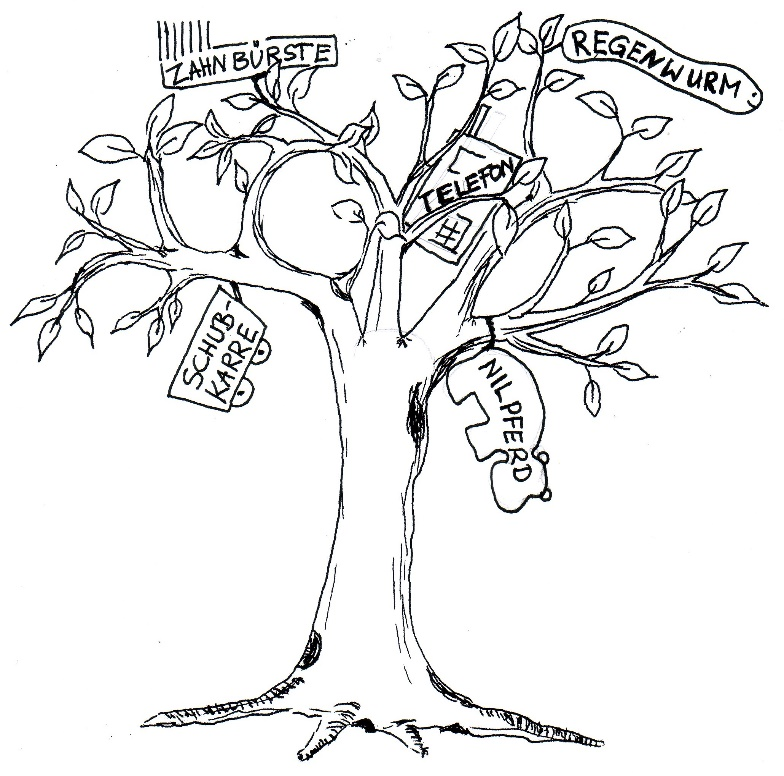 ZAHNBÜRSTE
REGENWURM
TELEFON
SCHUB-
KARRE
NILPFERD